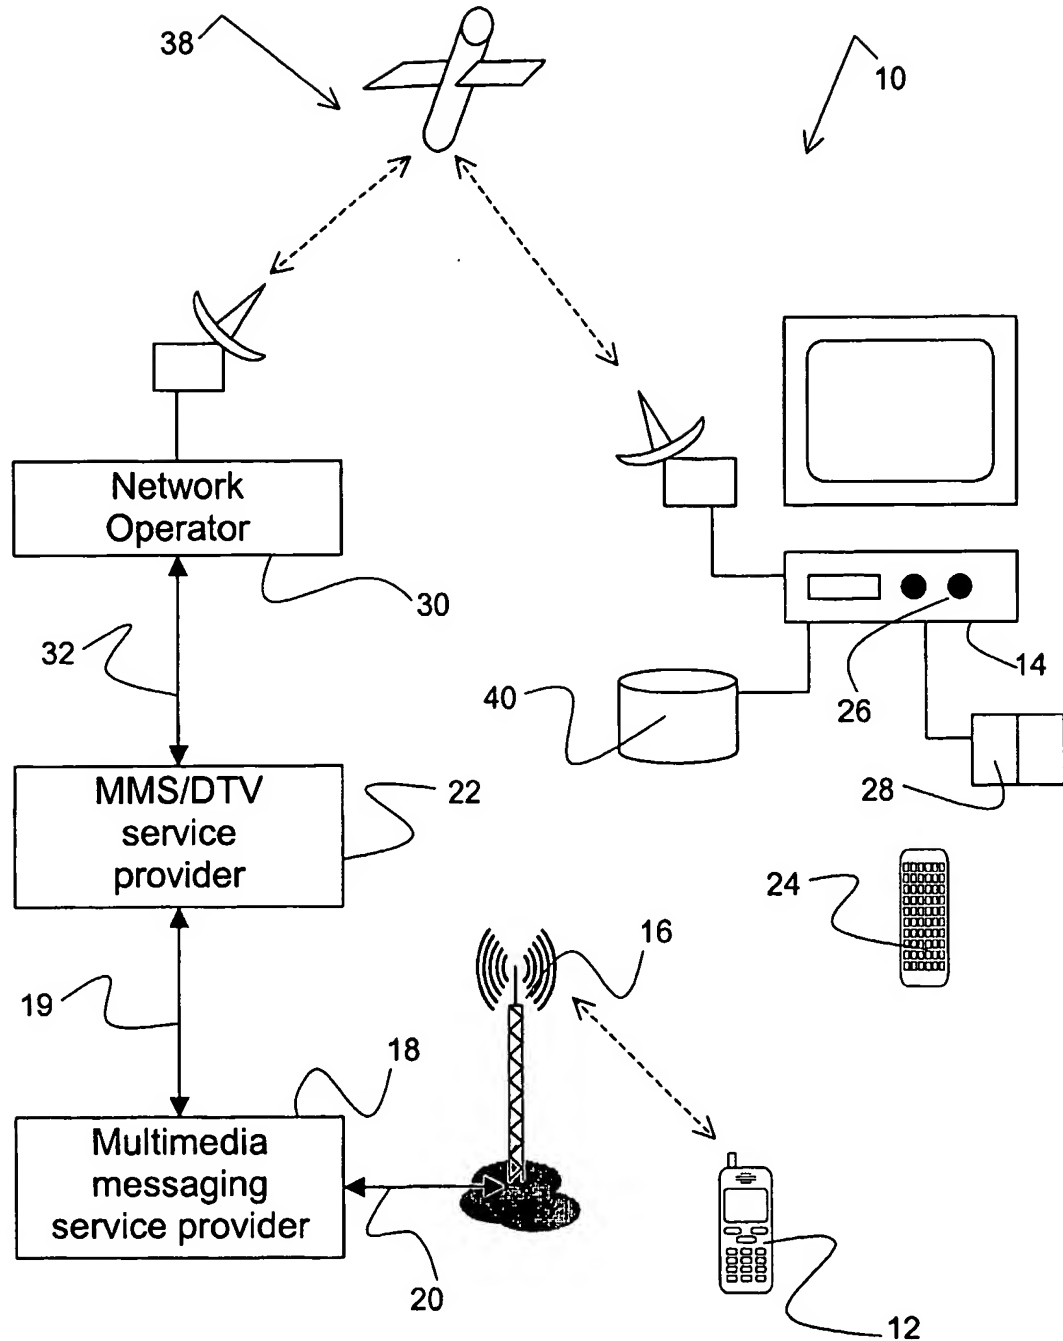 38
10
Network
Operator
30
32
26
14
40
28
MMS/DTV
service
provider
22
24
16
19
18
Multimedia
messaging
service provider
20
12